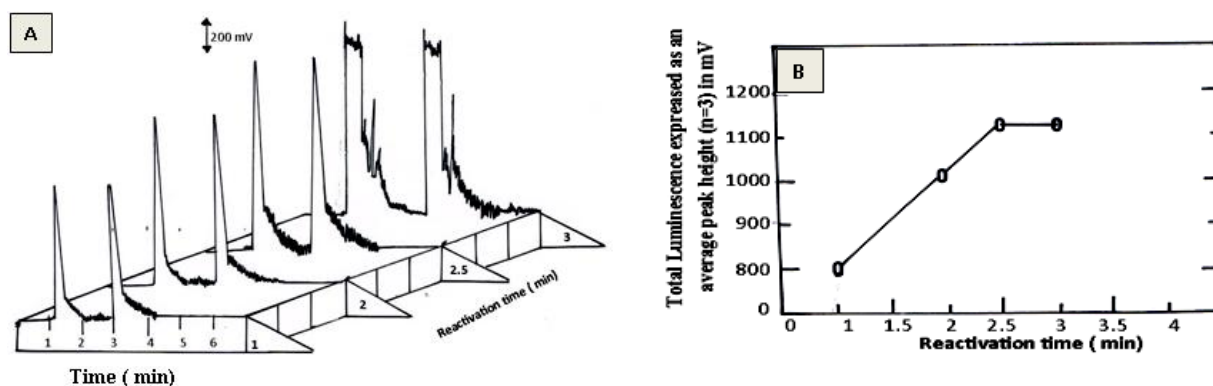 A
200 mV
1 2 3 4 5 6
Time ( min)
1
2
2.5
3
Reactivation time ( min)
B
Total Luminescence expereased as an
average peak height (n=3) in mV
1200
1100
1000
900
800
0
0 1 1.5 2 2.5 3 3.5 4
Reactivation time ( min)